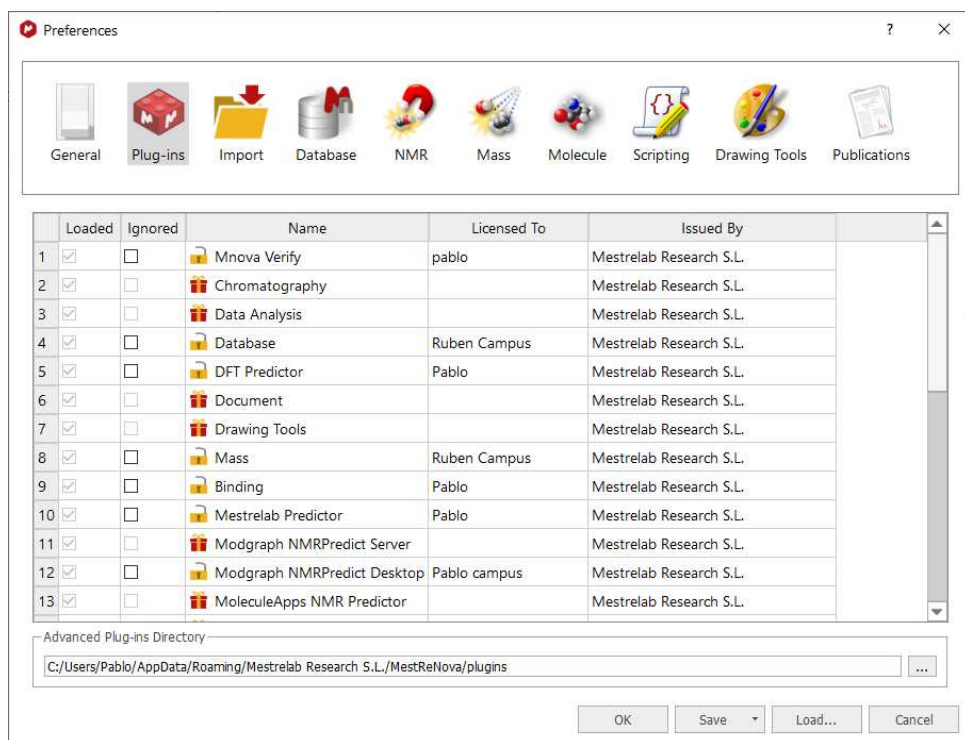 Preferences
?
General Plug-ins Import Database NMR Mass Molecule Scripting Drawing Tools Publications
Loaded Ignored Name Licensed To Issued By
1 Mnova Verify pablo Mestrelab Research S.L.
2 Chromatography Mestrelab Research S.L.
3 Data Analysis Mestrelab Research S.L.
4 Database Ruben Campus Mestrelab Research S.L.
5 DFT Predictor Pablo Mestrelab Research S.L.
6 Document Mestrelab Research S.L.
7 Drawing Tools Mestrelab Research S.L.
8 Mass Ruben Campus Mestrelab Research S.L.
9 Binding Pablo Mestrelab Research S.L.
10 Mestrelab Predictor Pablo Mestrelab Research S.L.
11 Modgraph NMRPredict Server Mestrelab Research S.L.
12 Modgraph NMRPredict Desktop Pablo campus Mestrelab Research S.L.
13 MoleculeApps NMR Predictor Mestrelab Research S.L.
Advanced Plug-ins Directory
C:/Users/Pablo/AppData/Roaming/Mestrelab Research S.L./MestReNova/plugins ...
OK Save Load... Cancel